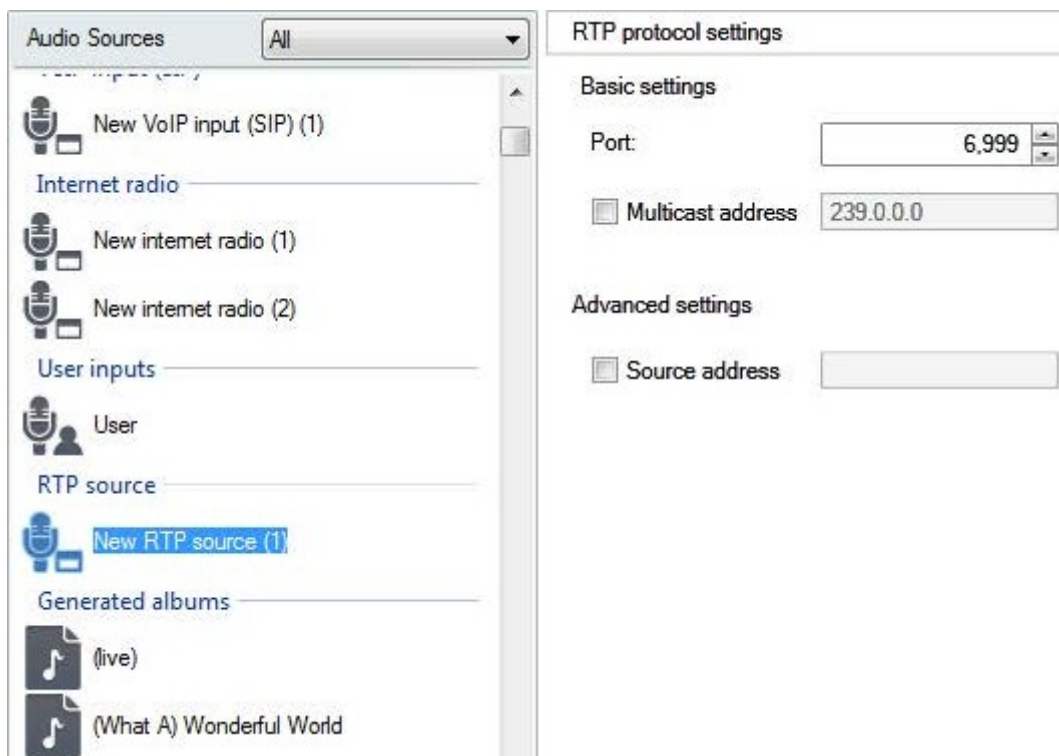 Audio Sources
All
New VoIP input (SIP) (1)
Internet radio
New internet radio (1)
New internet radio (2)
User inputs
User
RTP source
New RTP source (1)
Generated albums
(live)
(What A) Wonderful World
RTP protocol settings
Basic settings
Port:
6,999
Multicast address
239.0.0.0
Advanced settings
Source address